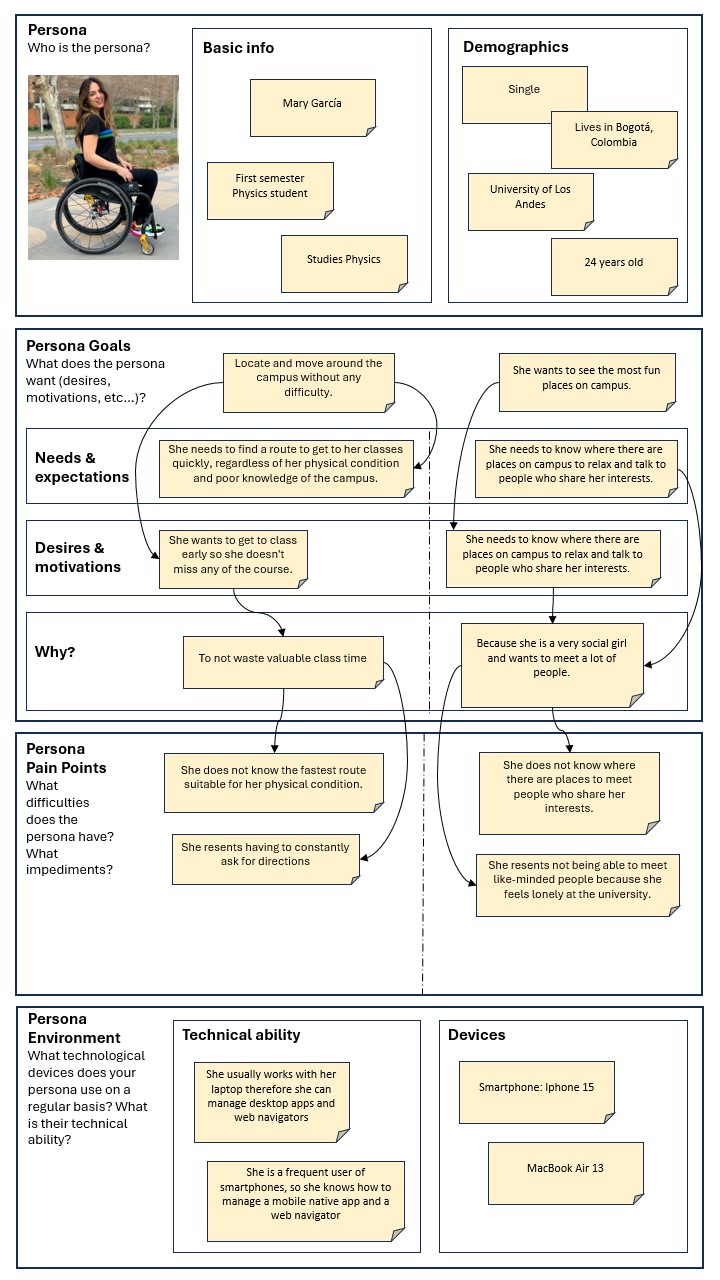 Persona
Who is the persona?
Basic info
Mary García
First semester
Physics student
Studies Physics
Demographics
Single
Lives in Bogotá,
Colombia
University of Los
Andes
24 years old
Persona Goals
What does the persona
want (desires,
motivations, etc...)?
Locate and move around the
campus without any
difficulty.
She wants to see the most fun
places on campus.
Needs &
expectations
She needs to find a route to get to her classes
quickly, regardless of her physical condition
and poor knowledge of the campus.
She needs to know where there are
places on campus to relax and talk to
people who share her interests.
Desires &
motivations
She wants to get to class
early so she doesn't
miss any of the course.
She needs to know where there are
places on campus to relax and talk to
people who share her interests.
Why?
To not waste valuable class time
Because she is a very social girl
and wants to meet a lot of
people.
Persona
Pain Points
What
difficulties
does the
persona have?
What
impediments?
She does not know the fastest route
suitable for her physical condition.
She resents having to constantly
ask for directions
She does not know where
there are places to meet
people who share her
interests.
She resents not being able to meet
like-minded people because she
feels lonely at the university.
Persona
Environment
What technological
devices does your
persona use on a
regular basis? What
is their technical
ability?
Technical ability
She usually works with her
laptop therefore she can
manage desktop apps and
web navigators
She is a frequent user of
smartphones, so she knows how to
manage a mobile native app and a
web navigator
Devices
Smartphone: Iphone 15
MacBook Air 13